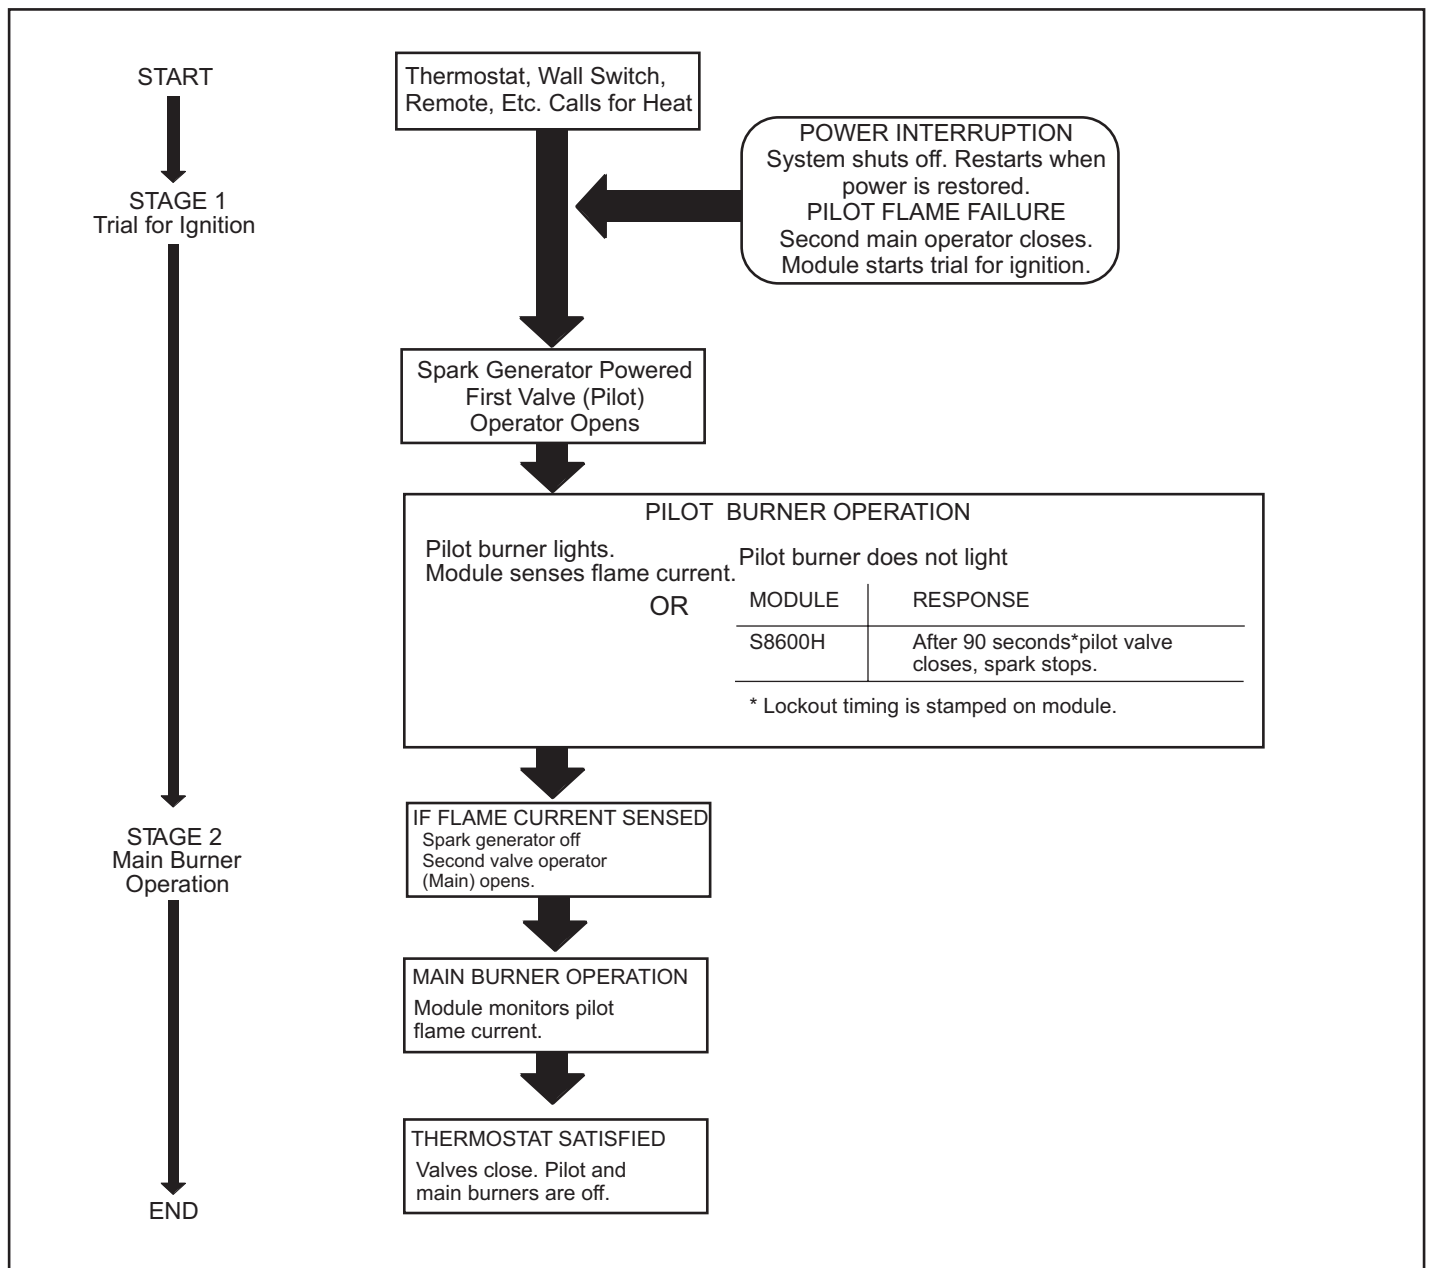 START
STAGE 1
Trial for Ignition
STAGE 2
Main Burner
Operation
END
Thermostat, Wall Switch,
Remote, Etc. Calls for Heat
POWER INTERRUPTION
System shuts off. Restarts when
power is restored.
PILOT FLAME FAILURE
Second main operator closes.
Module starts trial for ignition.
Spark Generator Powered
First Valve (Pilot)
Operator Opens
PILOT BURNER OPERATION
Pilot burner lights.
Module senses flame current.
OR
Pilot burner does not light
MODULE RESPONSE
S8600H After 90 seconds*pilot valve
closes, spark stops.
* Lockout timing is stamped on module.
IF FLAME CURRENT SENSED
Spark generator off
Second valve operator
(Main) opens.
MAIN BURNER OPERATION
Module monitors pilot
flame current.
THERMOSTAT SATISFIED
Valves close. Pilot and
main burners are off.